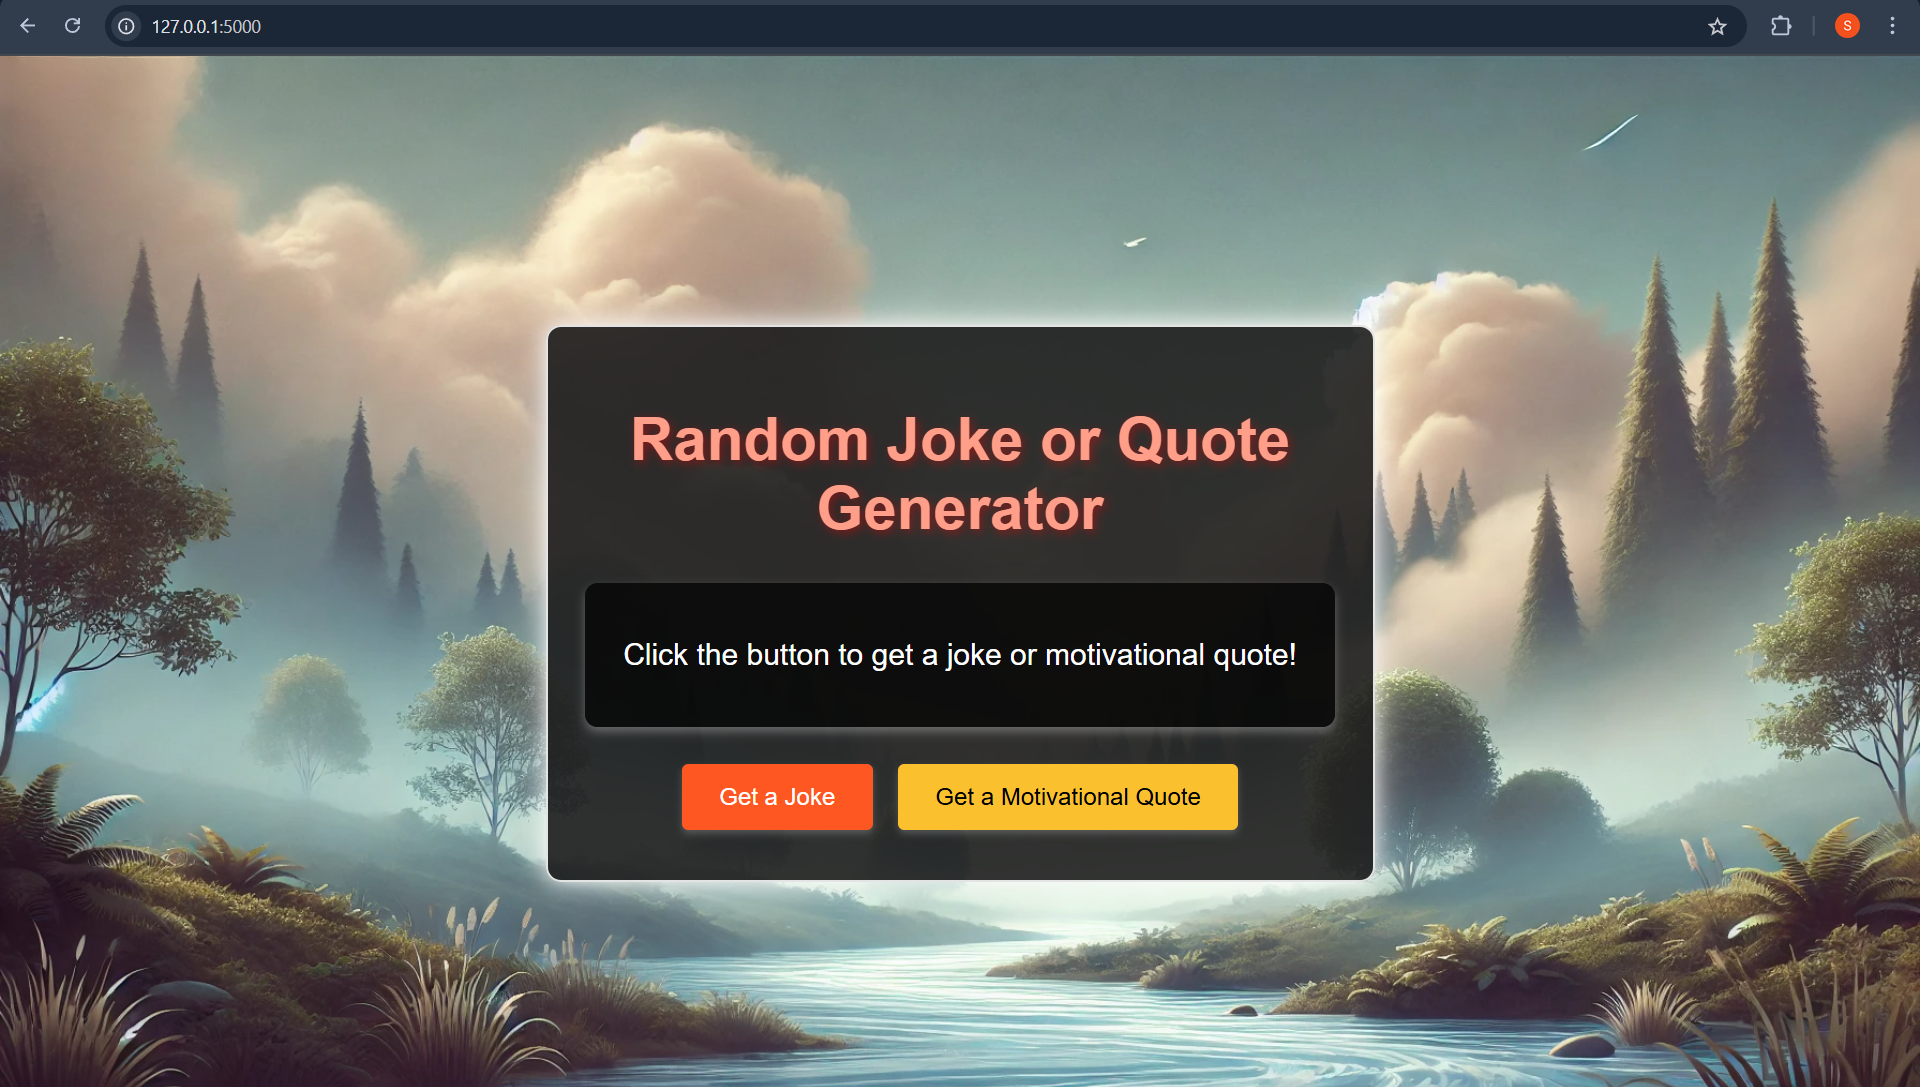 127.0.0.1:5000
S
Random Joke or Quote
Generator
Click the button to get a joke or motivational quote!
Get a Joke
Get a Motivational Quote